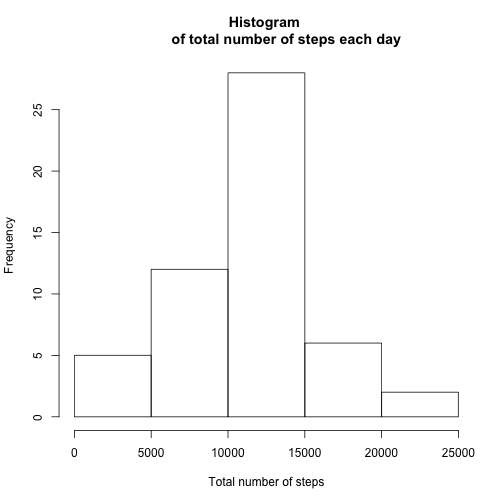 Histogram
of total number of steps each day
Frequency
25
20
15
10
5
0
0 5000 10000 15000 20000 25000
Total number of steps